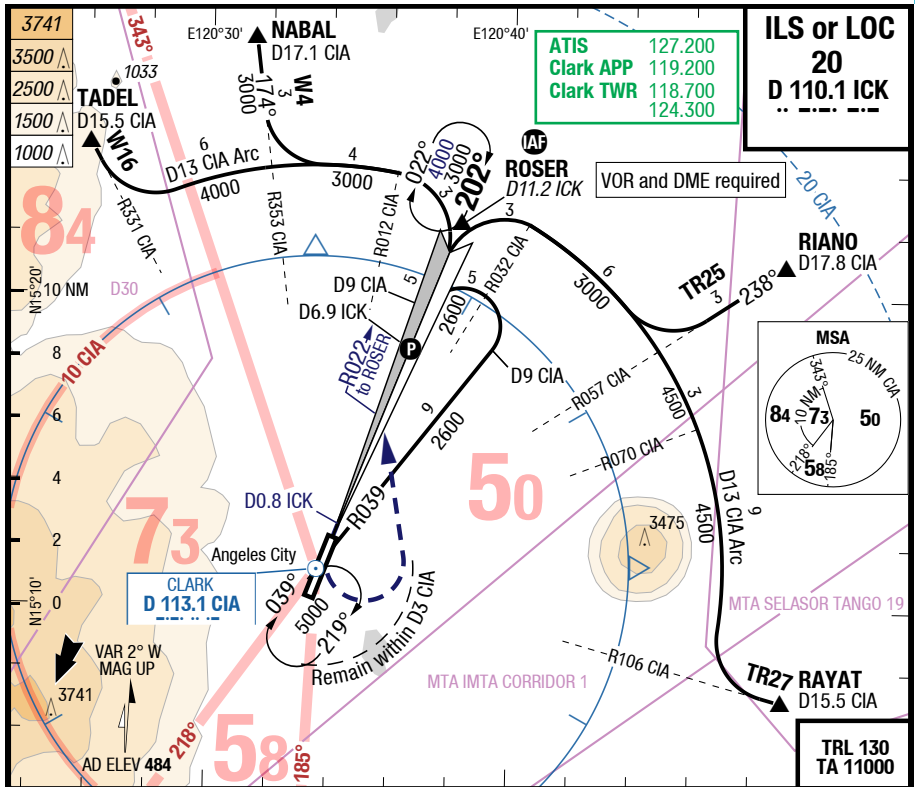 3741
3500
2500
1500
1000
343°
1033
E120°30'
NABAL
D17.1 CIA
E120°40'
ATIS 127.200
Clark APP 119.200
Clark TWR 118.700
124.300
ILS or LOC
20
D 110.1 ICK
TADEL
D15.5 CIA
W16
W4
3
174°
3000
6
D13 CIA Arc
4000
4
3000
022°
4000
3000
3
202°
IAF
ROSER
D11.2 ICK
VOR and DME required
20 CIA
84
R331 CIA
R353 CIA
R012 CIA
R032 CIA
3
6
3000
TR25
3
238°
RIANO
D17.8 CIA
N15°20'
10 NM
D30
D9 CIA
D6.9 ICK
5
5
2600
P
R022
to ROSER
D9 CIA
R057 CIA
3
4500
R070 CIA
MSA
25 NM CIA
343°
10 NM
84
73
50
218°
58
185°
10 CIA
8
6
4
2
0
9
2600
D0.8 ICK
R039
50
73
3475
9
4500
D13 CIA Arc
Angeles City
CLARK
D 113.1 CIA
N15°10'
039°
5000
219°
Remain within D3 CIA
MTA SELASOR TANGO 19
MTA IMTA CORRIDOR 1
R106 CIA
TR27
RAYAT
D15.5 CIA
VAR 2° W
MAG UP
3741
AD ELEV 484
218°
58
185°
TRL 130
TA 11000